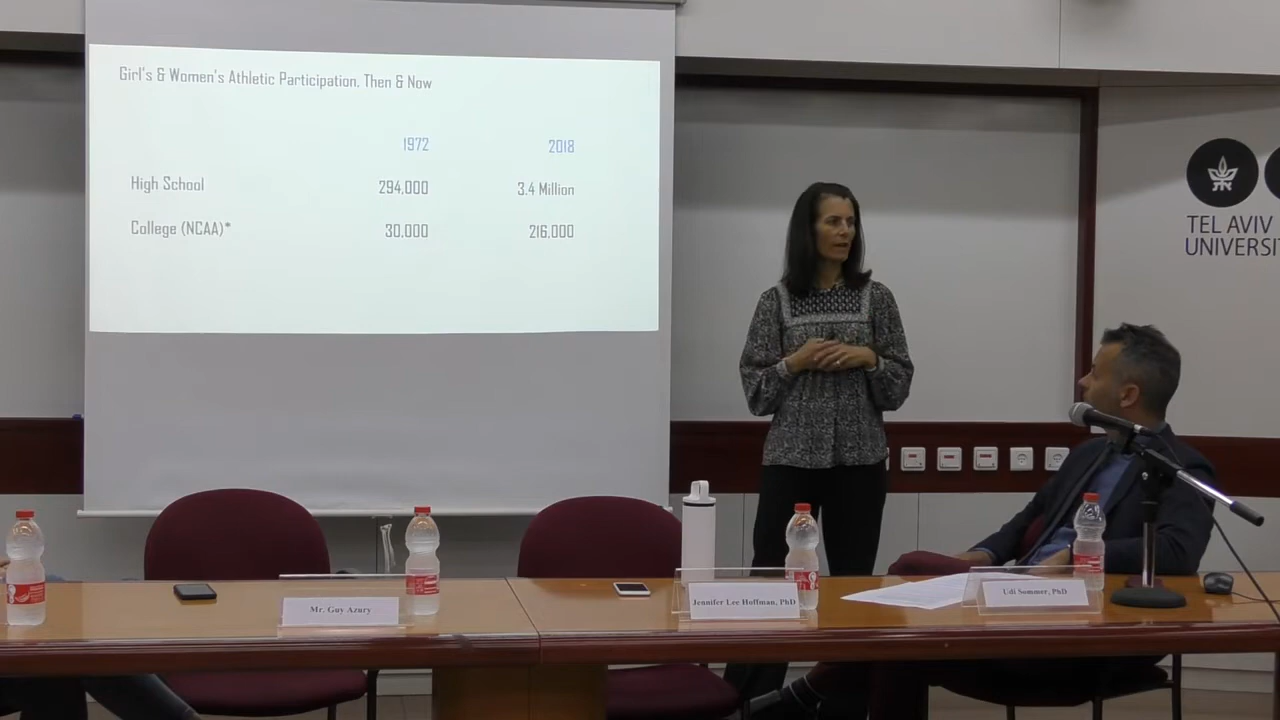 Girl's & Women's Athletic Participation, Then & Now
1972 2018
High School 294,000 3.4 Million
College (NCAA)* 30,000 216,000
TEL AVIV
UNIVERSIT
Mr. Guy Azury
Jennifer Lee Hoffman, PhD
Udi Sommer, PhD